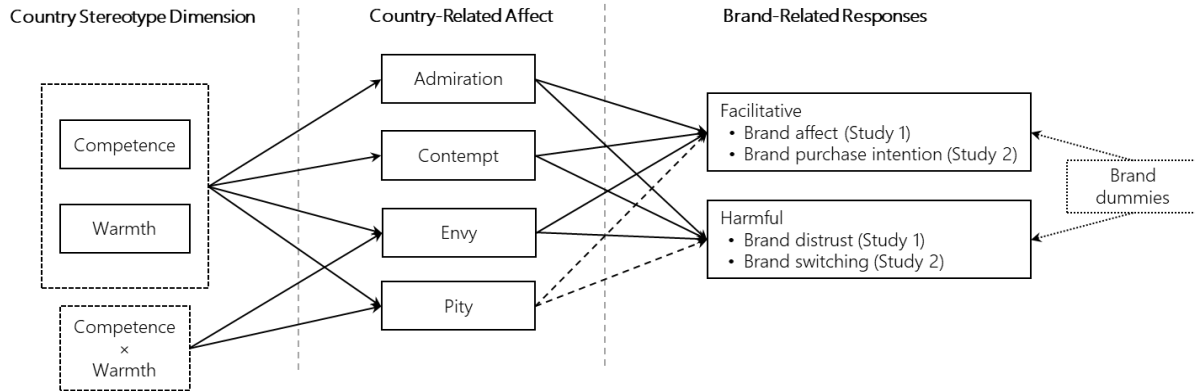 Country Stereotype Dimension
Country-Related Affect
Brand-Related Responses
Competence
Warmth
Competence
×
Warmth
Admiration
Contempt
Envy
Pity
Facilitative
• Brand affect (Study 1)
• Brand purchase intention (Study 2)
Harmful
• Brand distrust (Study 1)
• Brand switching (Study 2)
Brand
dummies